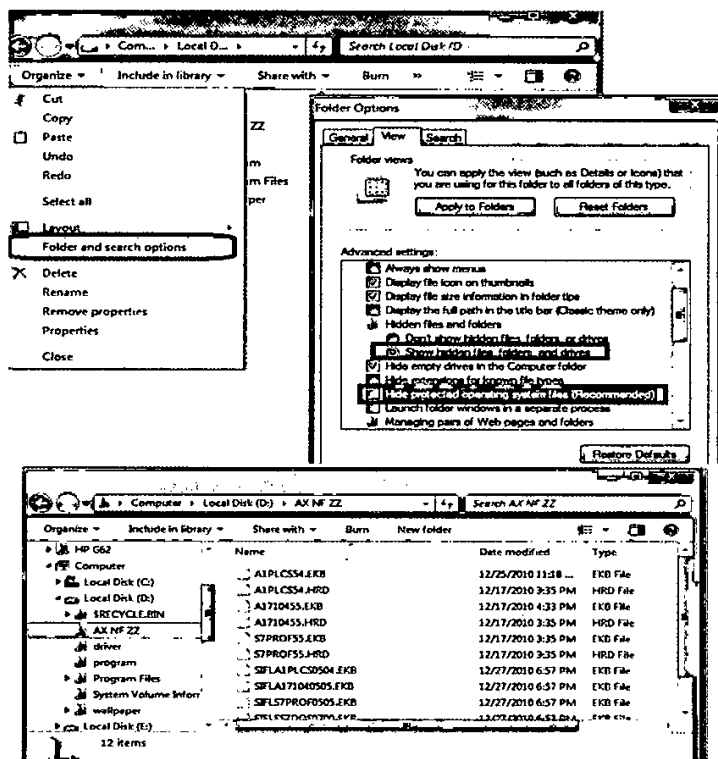 Com... ▸ Local D... ▸
Search Local Disk (D
Organize
Include in library
Share with
Burn
»
Cut
Copy
Paste
Undo
Redo
Select all
Layout
Folder and search options
Delete
Rename
Remove properties
Properties
Close
ZZ
m
m Files
per
Folder Options
General
View
Search
Folder views
You can apply the view (such as Details or Icons) that
you are using for this folder to all folders of this type.
Apply to Folders
Reset Folders
Advanced settings:
Always show menus
Display file icon on thumbnails
Display file size information in folder tips
Display the full path in the title bar (Classic theme only)
Hidden files and folders
Don't show hidden files, folders, or drives
Show hidden files, folders, and drives
Hide empty drives in the Computer folder
Hide extensions for known file types
Hide protected operating system files (Recommended)
Launch folder windows in a separate process
Managing pairs of Web pages and folders
Restore Defaults
Computer ▸ Local Disk (D:) ▸ AX NF ZZ
Search AX NF ZZ
Organize
Include in library
Share with
Burn
New folder
HP G62
Computer
Local Disk (C:)
Local Disk (D:)
$RECYCLE.BIN
AX NF ZZ
driver
program
Program Files
System Volume Inforr
wallpaper
Local Disk (E:)
Name Date modified Type
A1PLCS54.EKB 12/25/2010 11:18 ... EKB File
A1PLCS54.HRD 12/17/2010 3:35 PM HRD File
A1710455.EKB 12/17/2010 4:33 PM EKB File
A1710455.HRD 12/17/2010 3:35 PM HRD File
S7PROF55.EKB 12/17/2010 3:35 PM EKB File
S7PROF55.HRD 12/17/2010 3:35 PM HRD File
SIFLA1PLCS0504.EKB 12/27/2010 6:57 PM EKB File
SIFLA171040505.EKB 12/27/2010 6:57 PM EKB File
SIFLS7PROF0505.EKB 12/27/2010 6:57 PM EKB File
12 items